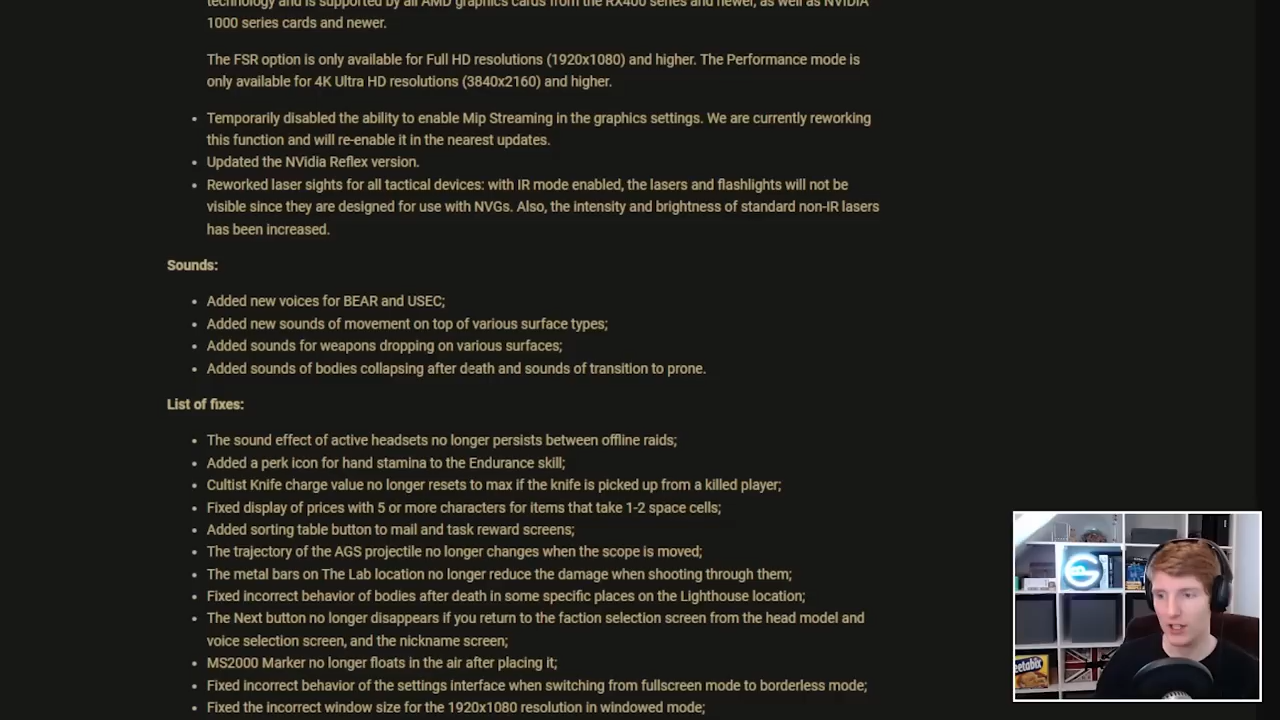 technology and is supported by all AMD graphics cards from the RX400 series and newer, as well as NVIDIA
1000 series cards and newer.
The FSR option is only available for Full HD resolutions (1920x1080) and higher. The Performance mode is
only available for 4K Ultra HD resolutions (3840x2160) and higher.
• Temporarily disabled the ability to enable Mip Streaming in the graphics settings. We are currently reworking
this function and will re-enable it in the nearest updates.
• Updated the NVidia Reflex version.
• Reworked laser sights for all tactical devices: with IR mode enabled, the lasers and flashlights will not be
visible since they are designed for use with NVGs. Also, the intensity and brightness of standard non-IR lasers
has been increased.
Sounds:
• Added new voices for BEAR and USEC;
• Added new sounds of movement on top of various surface types;
• Added sounds for weapons dropping on various surfaces;
• Added sounds of bodies collapsing after death and sounds of transition to prone.
List of fixes:
• The sound effect of active headsets no longer persists between offline raids;
• Added a perk icon for hand stamina to the Endurance skill;
• Cultist Knife charge value no longer resets to max if the knife is picked up from a killed player;
• Fixed display of prices with 5 or more characters for items that take 1-2 space cells;
• Added sorting table button to mail and task reward screens;
• The trajectory of the AGS projectile no longer changes when the scope is moved;
• The metal bars on The Lab location no longer reduce the damage when shooting through them;
• Fixed incorrect behavior of bodies after death in some specific places on the Lighthouse location;
• The Next button no longer disappears if you return to the faction selection screen from the head model and
voice selection screen, and the nickname screen;
• MS2000 Marker no longer floats in the air after placing it;
• Fixed incorrect behavior of the settings interface when switching from fullscreen mode to borderless mode;
• Fixed the incorrect window size for the 1920x1080 resolution in windowed mode;
eetabix